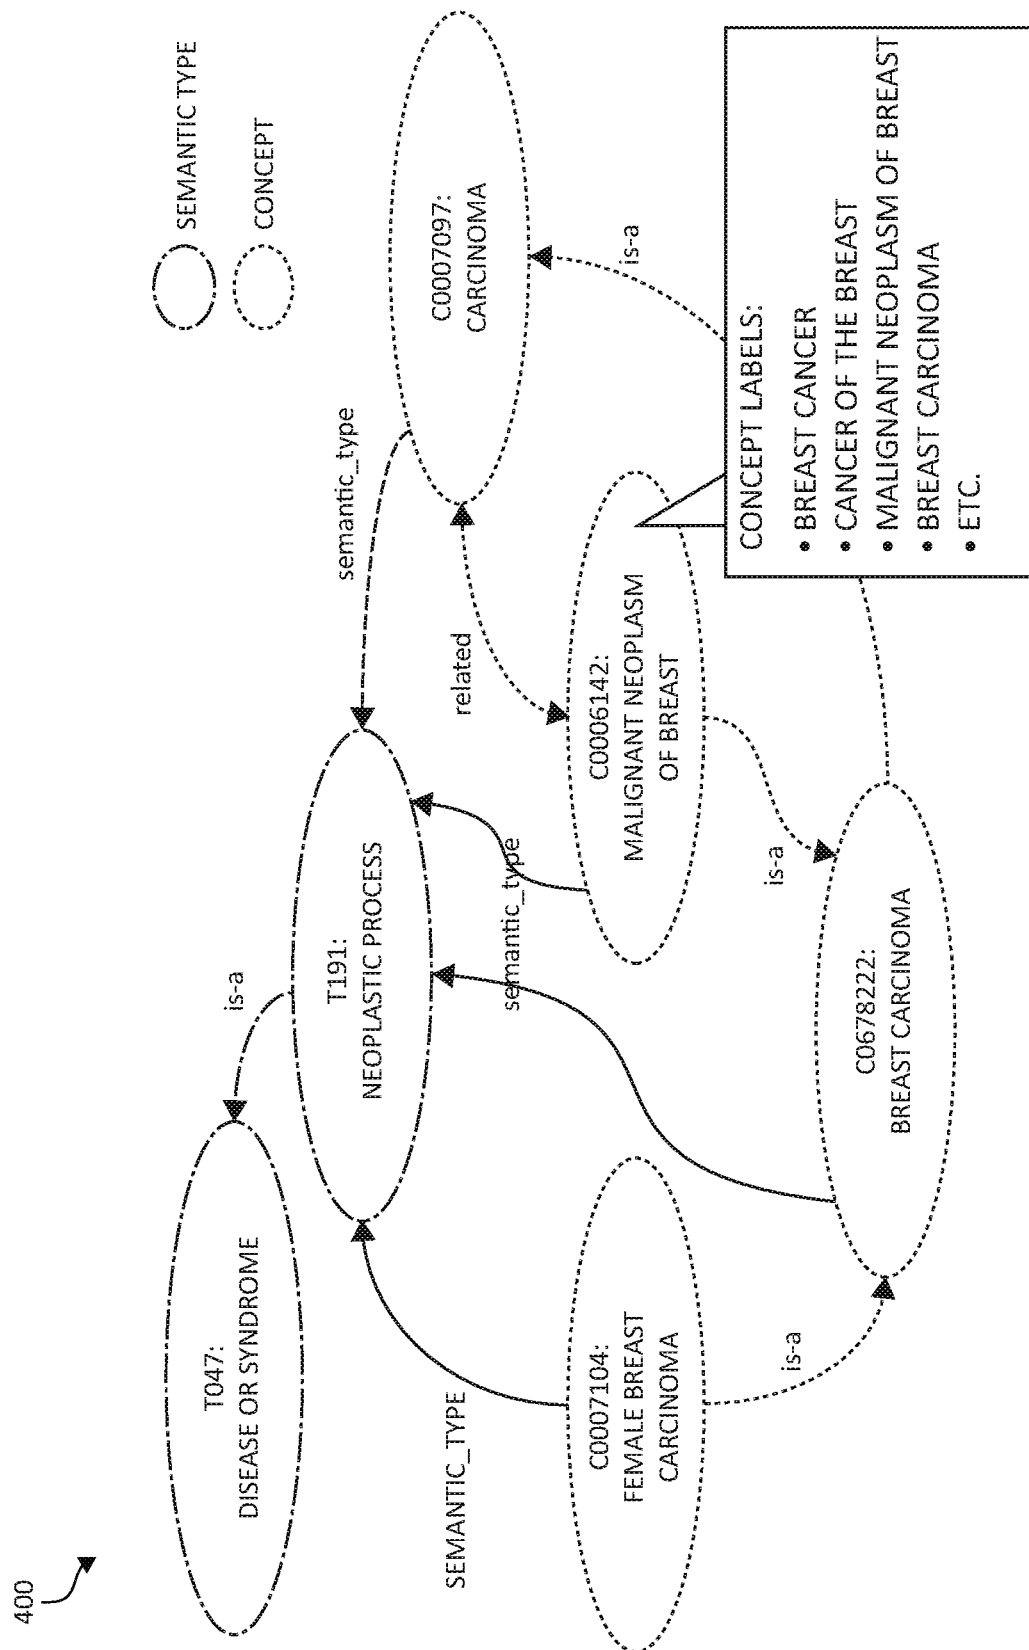 400
SEMANTIC TYPE
CONCEPT
T047:
DISEASE OR SYNDROME
is-a
T191:
NEOPLASTIC PROCESS
semantic_type
C0007097:
CARCINOMA
SEMANTIC_TYPE
semantic_type
related
is-a
C0007104:
FEMALE BREAST
CARCINOMA
C0006142:
MALIGNANT NEOPLASM
OF BREAST
is-a
is-a
C0678222:
BREAST CARCINOMA
CONCEPT LABELS:
• BREAST CANCER
• CANCER OF THE BREAST
• MALIGNANT NEOPLASM OF BREAST
• BREAST CARCINOMA
• ETC.